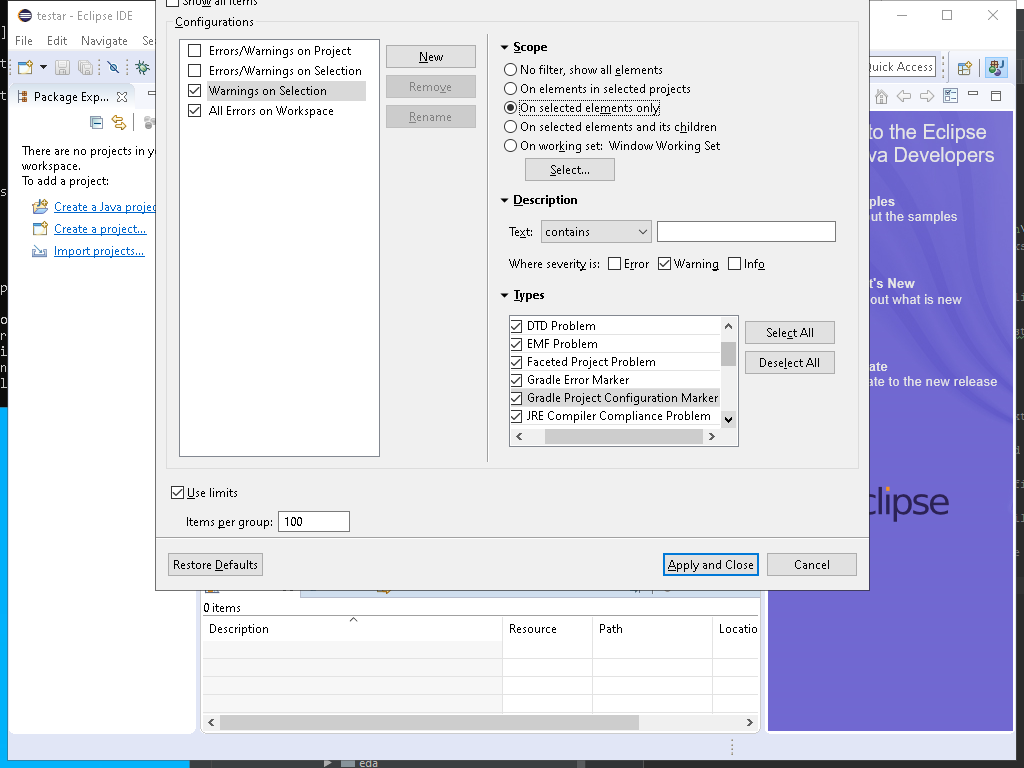 Show all items
testar - Eclipse IDE
Configurations
File Edit Navigate Se
Errors/Warnings on Project
Errors/Warnings on Selection
Warnings on Selection
All Errors on Workspace
New
Remove
Rename
Scope
No filter, show all elements
On elements in selected projects
On selected elements only
On selected elements and its children
On working set: Window Working Set
Select...
Quick Access
Package Exp...
There are no projects in y
workspace.
To add a project:
Create a Java projec
Create a project...
Import projects...
Description
Text: contains
Where severity is: Error Warning Info
Types
DTD Problem
EMF Problem
Faceted Project Problem
Gradle Error Marker
Gradle Project Configuration Marker
JRE Compiler Compliance Problem
Select All
Deselect All
to the Eclipse
va Developers
ples
out the samples
t's New
out what is new
ate
ate to the new release
clipse
Use limits
Items per group: 100
Restore Defaults
Apply and Close
Cancel
0 items
Description Resource Path Locatio
eda